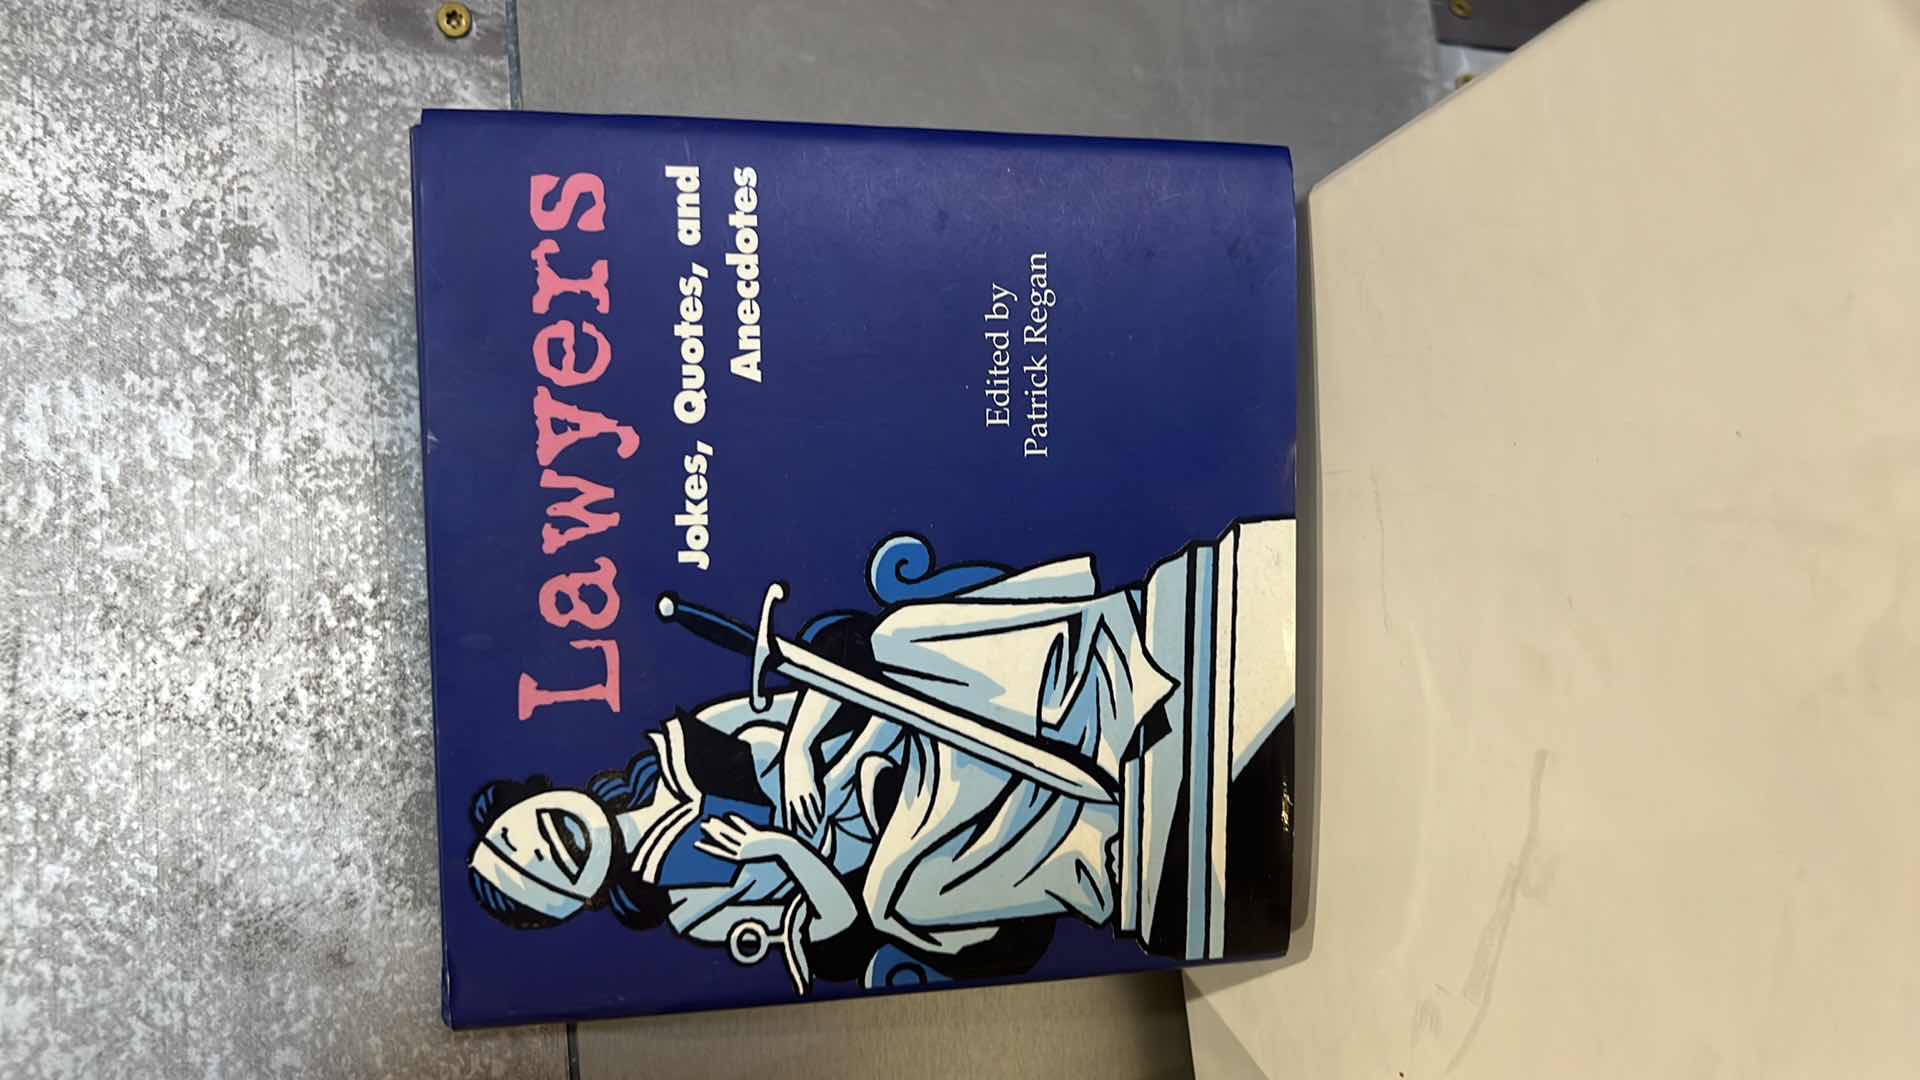 Lawyers
Jokes, Quotes, and
Anecdotes
Edited by
Patrick Regan